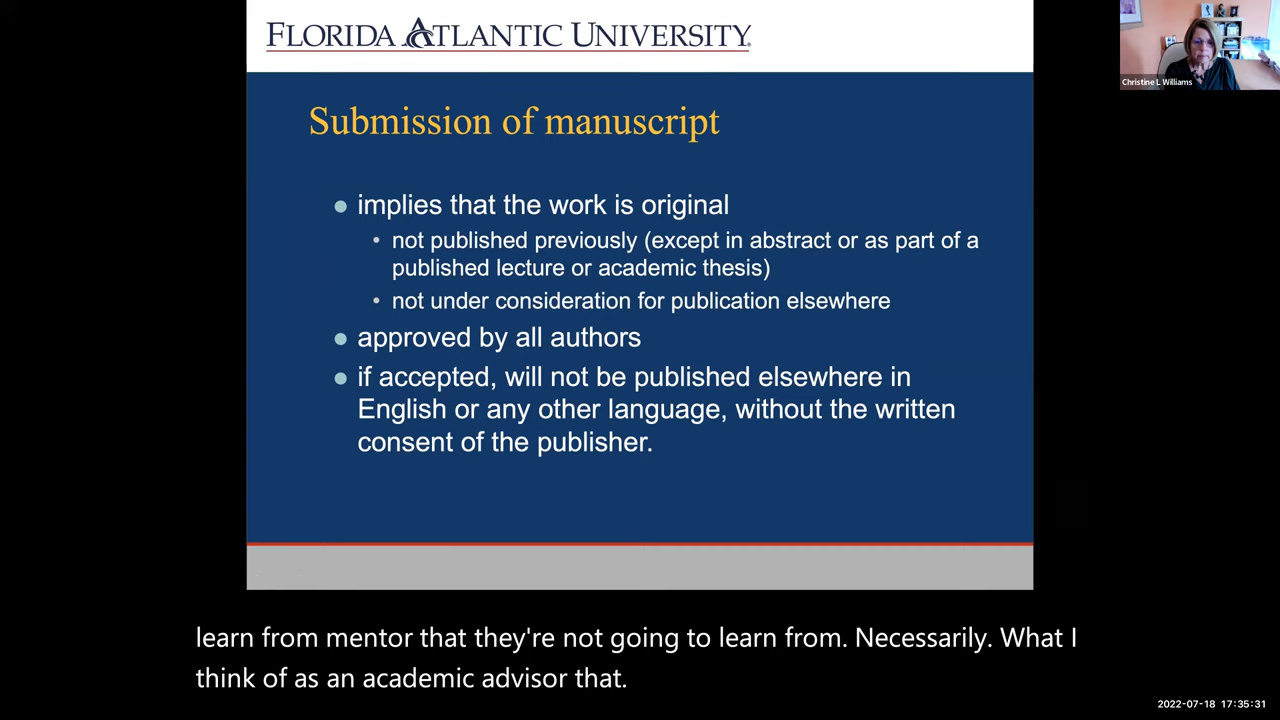 FLORIDA ATLANTIC UNIVERSITY
Christine L Williams
Submission of manuscript
implies that the work is original
not published previously (except in abstract or as part of a
published lecture or academic thesis)
not under consideration for publication elsewhere
approved by all authors
if accepted, will not be published elsewhere in
English or any other language, without the written
consent of the publisher.
learn from mentor that they're not going to learn from. Necessarily. What I
think of as an academic advisor that.
2022-07-18 17:35:31